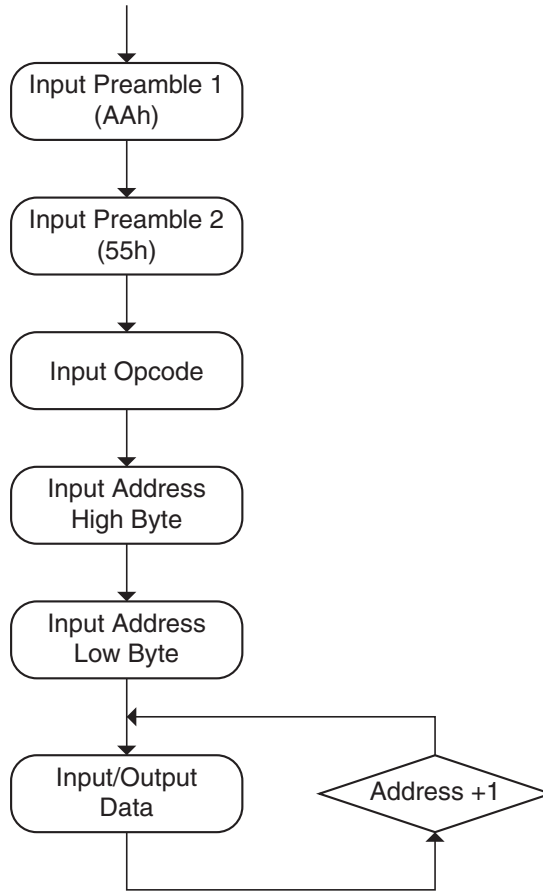 Input Preamble 1
(AAh)
Input Preamble 2
(55h)
Input Opcode
Input Address
High Byte
Input Address
Low Byte
Input/Output
Data
Address +1